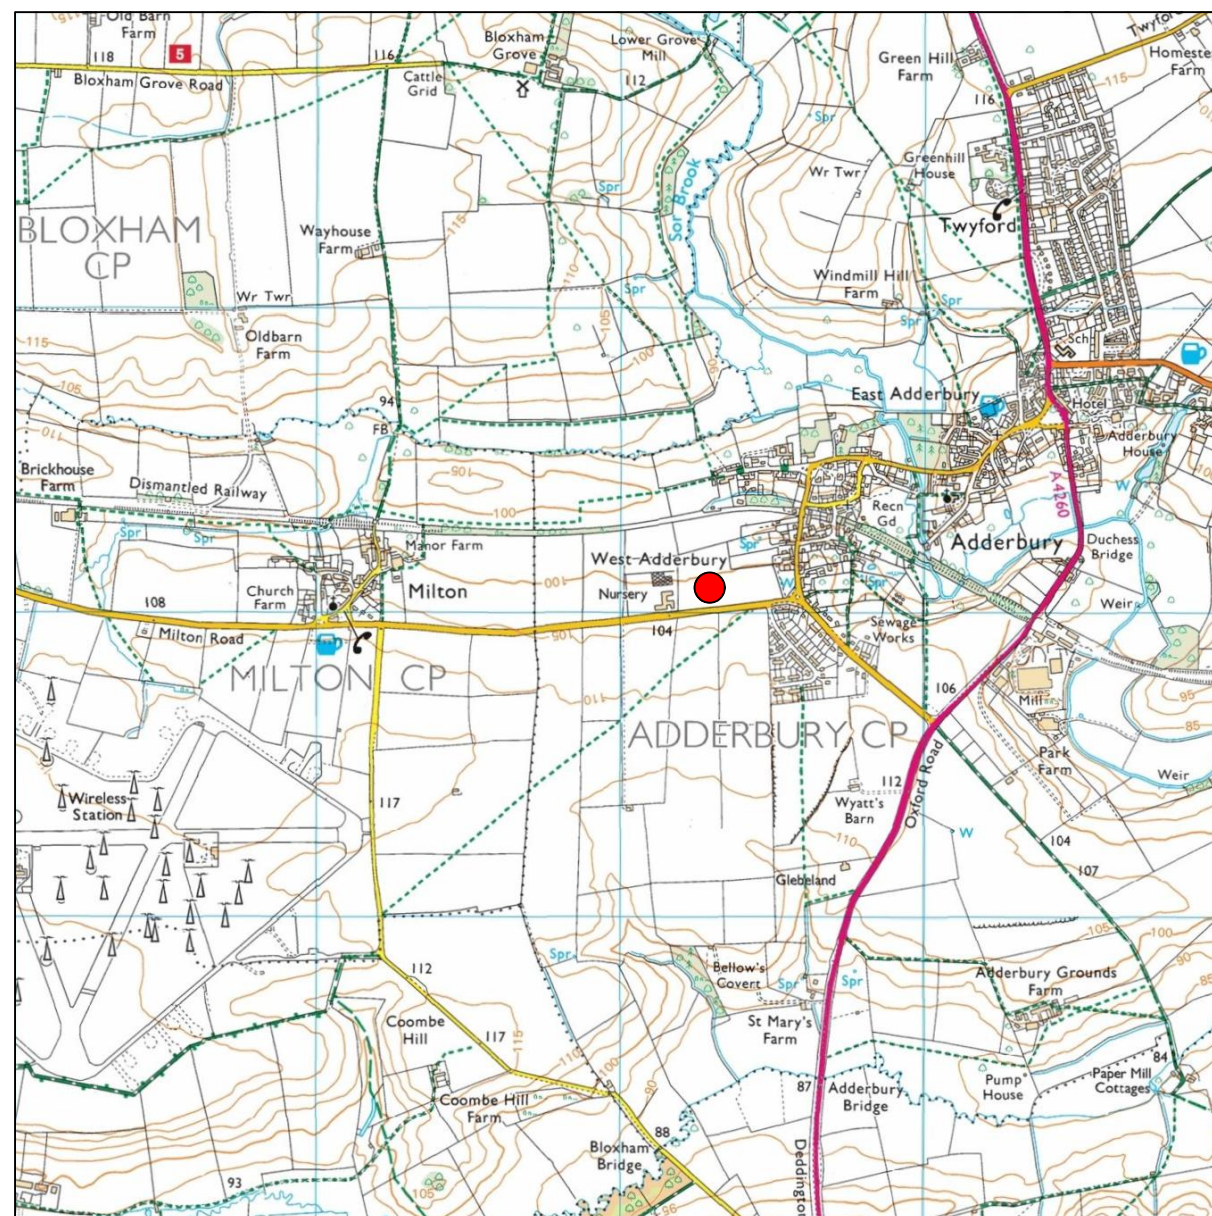 Old Barn
Farm
118
5
Bloxham Grove Road
116
Cattle
Grid
Bloxham
Grove
Lower Grove
Mill
112
Green Hill
Farm
116
Twyford
Homeste
Farm
115
Spr
Wr Twr
Greenhill
House
Twyford
BLOXHAM
CP
Wayhouse
Farm
115
Spr
Sor Brook
110
Spr
Windmill Hill
Farm
Spr
Spr
Wr Twr
Oldbarn
Farm
115
105
105
100
90
Sch
94
FB
110
East Adderbury
Hotel
Adderbury
House
Brickhouse
Farm
Dismantled Railway
105
100
100
W
A4260
Recn
Gd
Spr
Spr
Manor Farm
Spr
West Adderbury
Adderbury
Duchess
Bridge
Church
Farm
Milton
100
Nursery
W
Spr
Weir
108
Milton Road
105
104
Sewage
Works
MILTON CP
110
106
Mill
95
85
ADDERBURY CP
Park
Farm
Weir
Wireless
Station
117
112
Wyatt's
Barn
Oxford Road
W
110
104
107
Glebeland
105
100
90
85
Spr
Bellow's
Covert
Spr
Spr
Adderbury Grounds
Farm
112
Coombe
Hill
117
115
110
100
90
St Mary's
Farm
84
Coombe Hill
Farm
87
Adderbury
Bridge
Pump
House
Paper Mill
Cottages
88
Bloxham
Bridge
Deddington
93
105
95